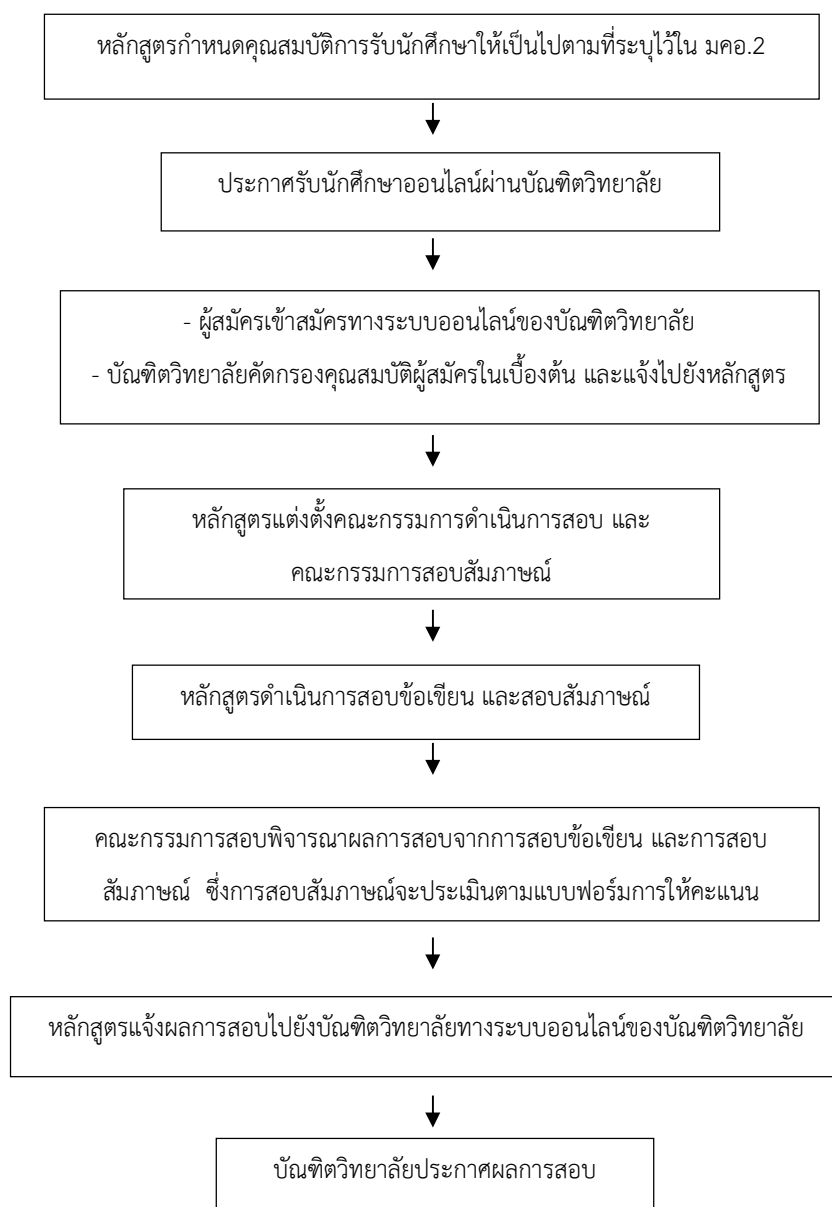 หลักสูตรกำหนดคุณสมบัติการรับนักศึกษาให้เป็นไปตามที่ระบุไว้ใน มคอ.2
ประกาศรับนักศึกษาออนไลน์ผ่านบัณฑิตวิทยาลัย
- ผู้สมัครเข้าสมัครทางระบบออนไลน์ของบัณฑิตวิทยาลัย
- บัณฑิตวิทยาลัยคัดกรองคุณสมบัติผู้สมัครในเบื้องต้น และแจ้งไปยังหลักสูตร
หลักสูตรแต่งตั้งคณะกรรมการดำเนินการสอบ และ
คณะกรรมการสอบสัมภาษณ์
หลักสูตรดำเนินการสอบข้อเขียน และสอบสัมภาษณ์
คณะกรรมการสอบพิจารณาผลการสอบจากการสอบข้อเขียน และการสอบ
สัมภาษณ์ ซึ่งการสอบสัมภาษณ์จะประเมินตามแบบฟอร์มการให้คะแนน
หลักสูตรแจ้งผลการสอบไปยังบัณฑิตวิทยาลัยทางระบบออนไลน์ของบัณฑิตวิทยาลัย
บัณฑิตวิทยาลัยประกาศผลการสอบ